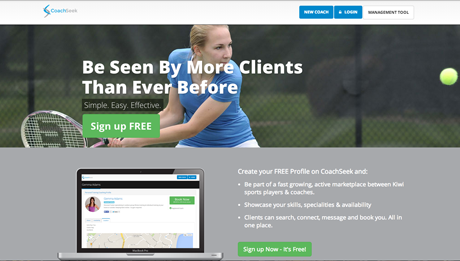 CoachSeek
NEW COACH
LOGIN
MANAGEMENT TOOL
Be Seen By More Clients
Than Ever Before
Simple. Easy. Effective.
Sign up FREE
Create your FREE Profile on CoachSeek and:
Be part of a fast growing, active marketplace between Kiwi
sports players & coaches.
Showcase your skills, specialities & availability
Clients can search, connect, message and book you. All in
one place.
Sign up Now - It's Free!